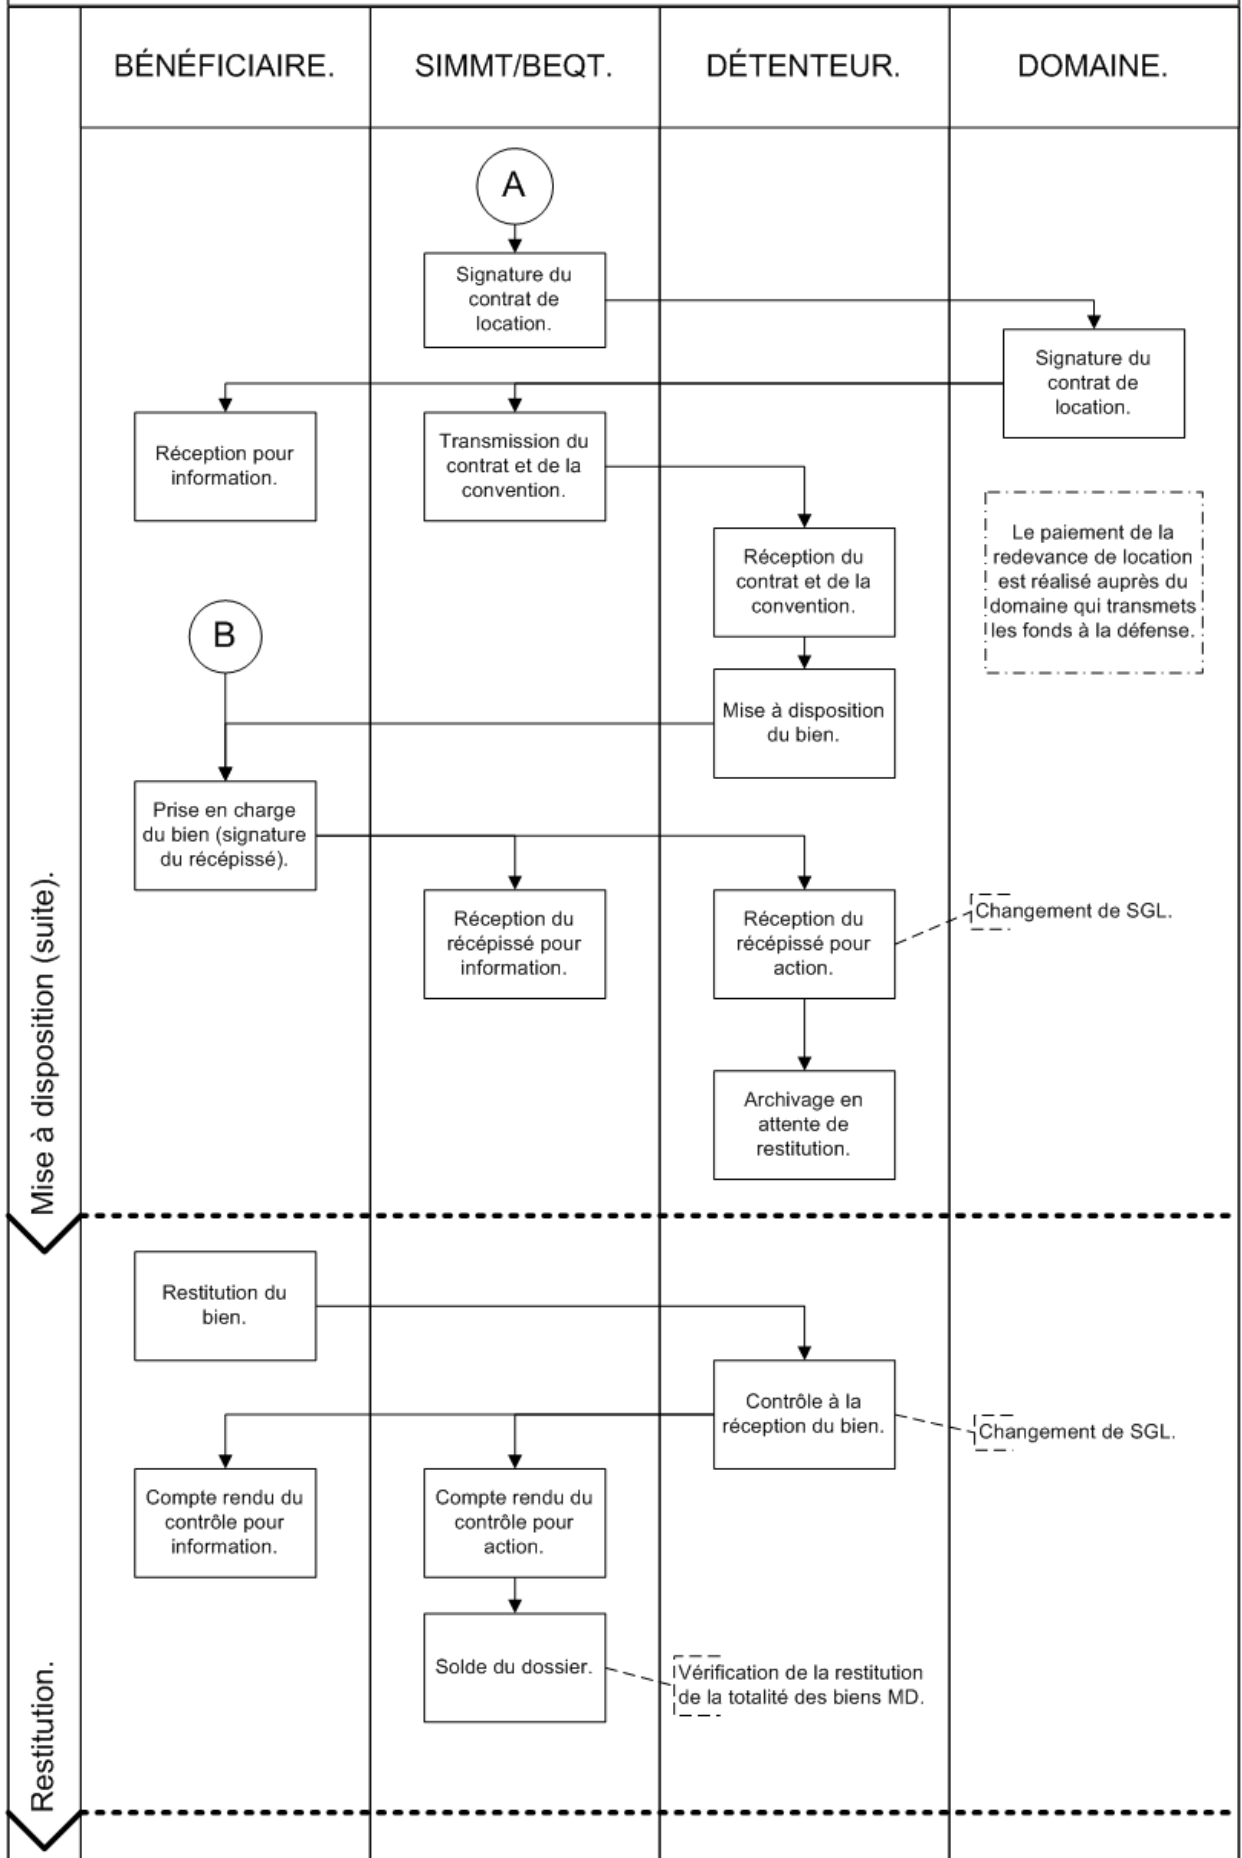 BÉNÉFICIAIRE.
SIMMT/BEQT.
DÉTENTEUR.
DOMAINE.
Mise à disposition (suite).
A
Signature du
contrat de
location.
Signature du
contrat de
location.
Réception pour
information.
Transmission du
contrat et de la
convention.
Le paiement de la
redevance de location
est réalisé auprès du
domaine qui transmets
les fonds à la défense.
Réception du
contrat et de la
convention.
B
Mise à disposition
du bien.
Prise en charge
du bien (signature
du récépissé).
Réception du
récépissé pour
information.
Réception du
récépissé pour
action.
Changement de SGL.
Archivage en
attente de
restitution.
Restitution.
Restitution du
bien.
Contrôle à la
réception du bien.
Changement de SGL.
Compte rendu du
contrôle pour
information.
Compte rendu du
contrôle pour
action.
Solde du dossier.
Vérification de la restitution
de la totalité des biens MD.